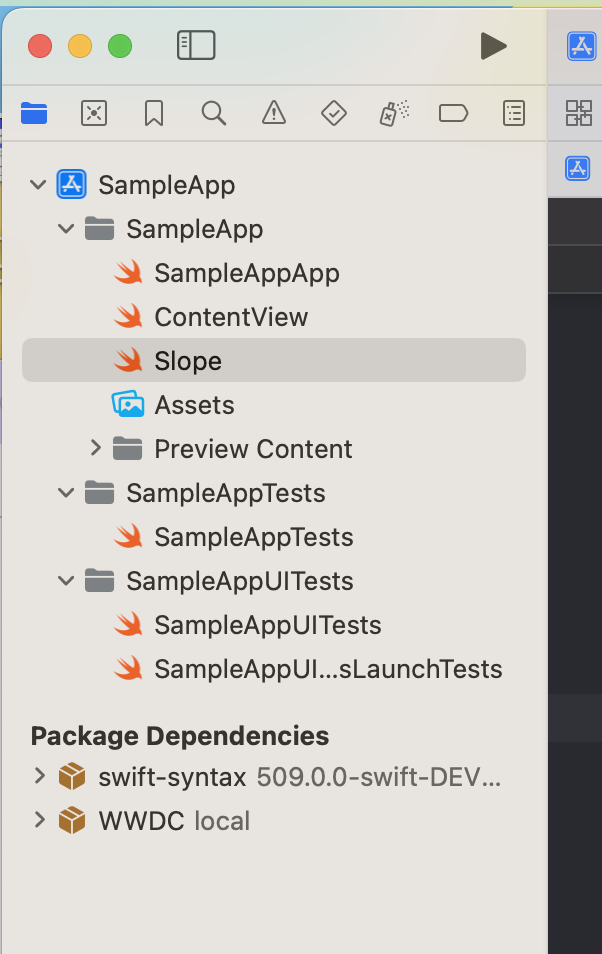 SampleApp
SampleApp
SampleAppApp
ContentView
Slope
Assets
Preview Content
SampleAppTests
SampleAppTests
SampleAppUITests
SampleAppUITests
SampleAppUI...sLaunchTests
Package Dependencies
swift-syntax 509.0.0-swift-DEV...
WWDC local